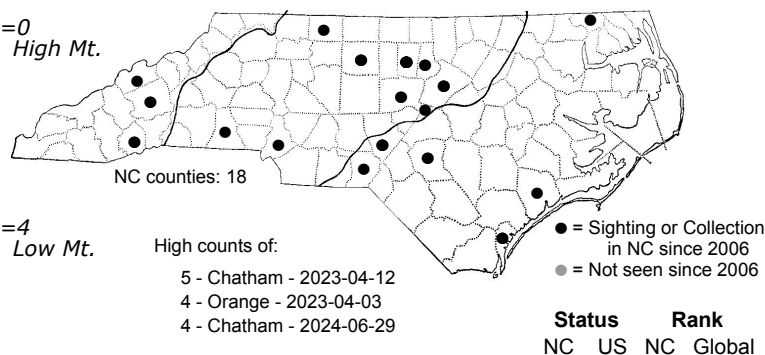 =0
High Mt.
NC counties: 18
=4
Low Mt.
High counts of:
5 - Chatham - 2023-04-12
4 - Orange - 2023-04-03
4 - Chatham - 2024-06-29
● = Sighting or Collection
in NC since 2006
● = Not seen since 2006
Status Rank
NC US NC Global